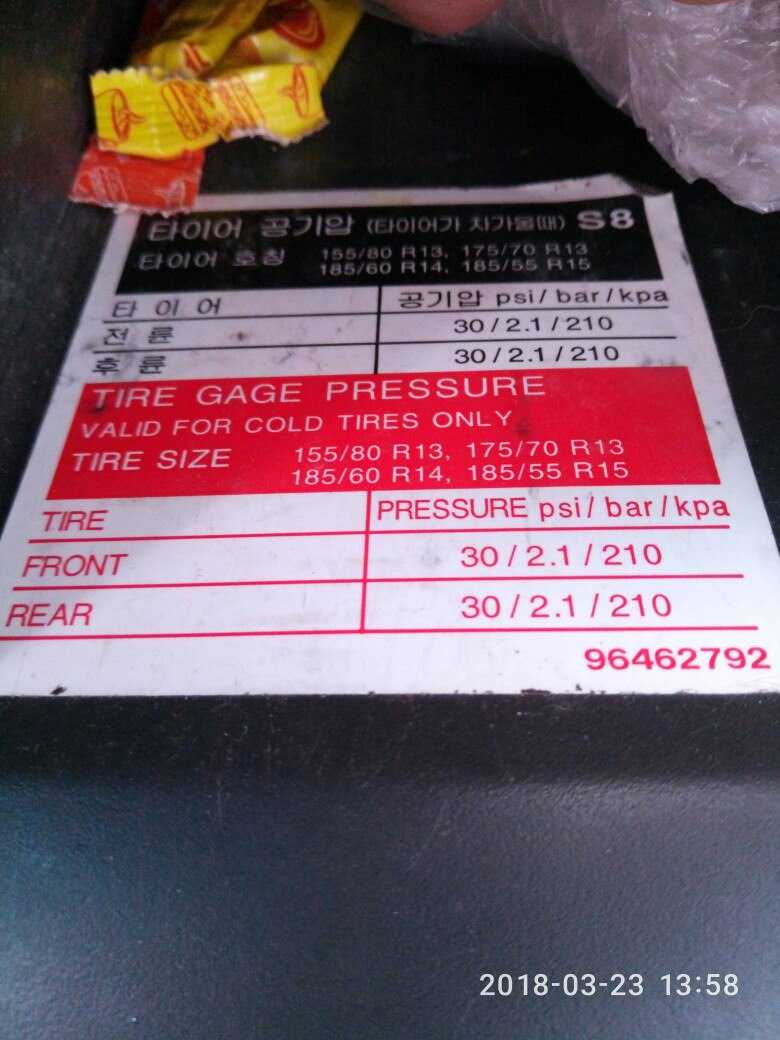 타이어 공기압 (타이어가 차가울때) S8
타이어 호칭 155/80 R13, 175/70 R13
185/60 R14, 185/55 R15
타 이 어 공기압 psi/ bar/kpa
전 륜 30/2.1/210
후 륜 30/2.1/210
TIRE GAGE PRESSURE
VALID FOR COLD TIRES ONLY
TIRE SIZE 155/80 R13, 175/70 R13
185/60 R14, 185/55 R15
TIRE PRESSURE psi/ bar/kpa
FRONT 30/2.1/210
REAR 30/2.1/210
96462792
2018-03-23 13:58